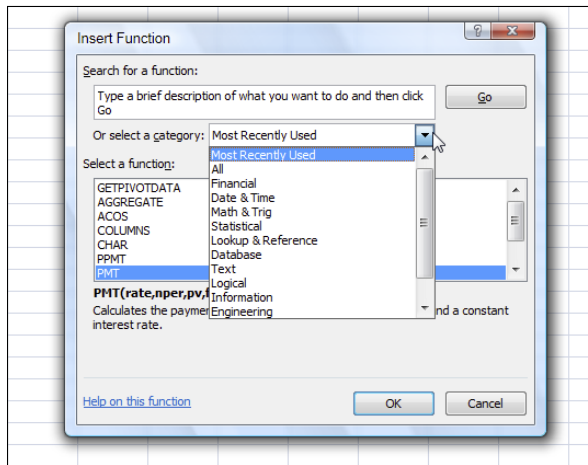 Insert Function
Search for a function:
Type a brief description of what you want to do and then click
Go
Go
Or select a category: Most Recently Used
Select a function:
Most Recently Used
All
Financial
Date & Time
Math & Trig
Statistical
Lookup & Reference
Database
Text
Logical
Information
Engineering
GETPIVOTDATA
AGGREGATE
ACOS
COLUMNS
CHAR
PPMT
PMT
PMT(rate,nper,pv,
Calculates the nd a constant
interest rate.
Help on this function
OK Cancel